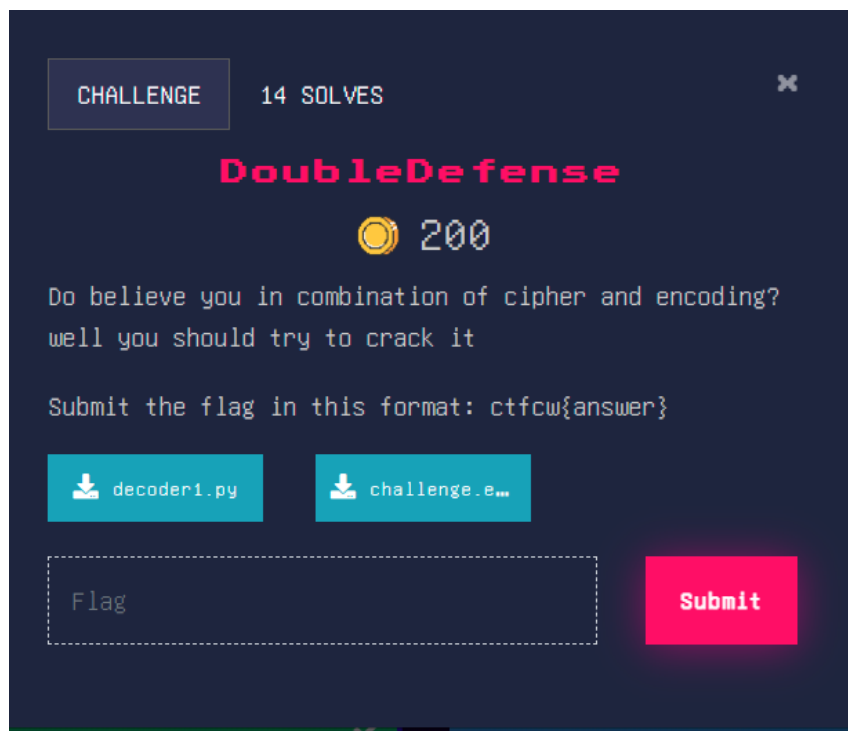 CHALLENGE
14 SOLVES
DoubleDefense
200
Do believe you in combination of cipher and encoding?
well you should try to crack it
Submit the flag in this format: ctfcw{answer}
decoder1.py
challenge.e…
Flag
Submit